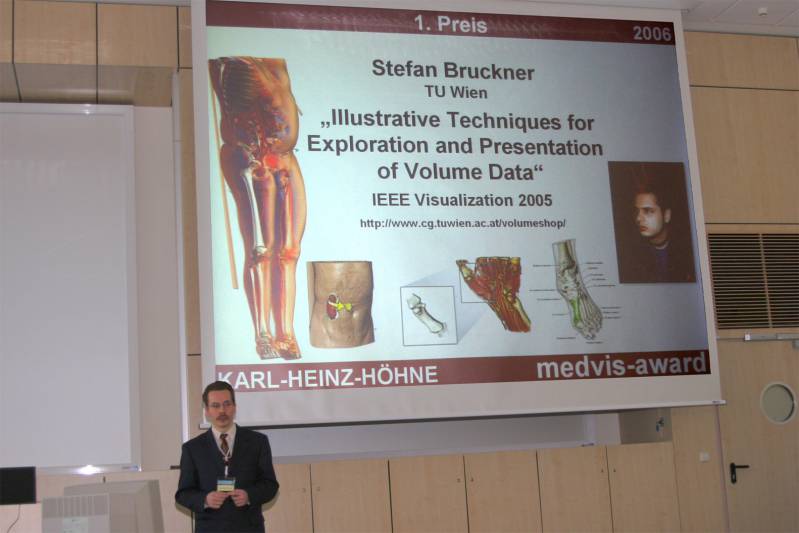 1. Preis
2006
Stefan Bruckner
TU Wien
„Illustrative Techniques for
Exploration and Presentation
of Volume Data“
IEEE Visualization 2005
http://www.cg.tuwien.ac.at/volumeshop/
KARL-HEINZ-HÖHNE
medvis-award